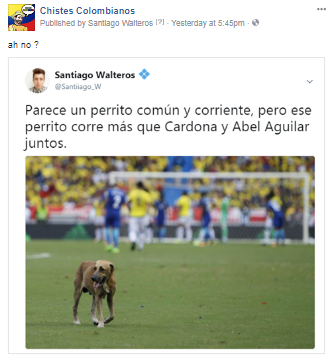 Chistes Colombianos
Published by Santiago Walteros [?] · Yesterday at 5:45pm ·
ah no ?
Santiago Walteros
@Santiiago_W
Parece un perrito común y corriente, pero ese
perrito corre más que Cardona y Abel Aguilar
juntos.